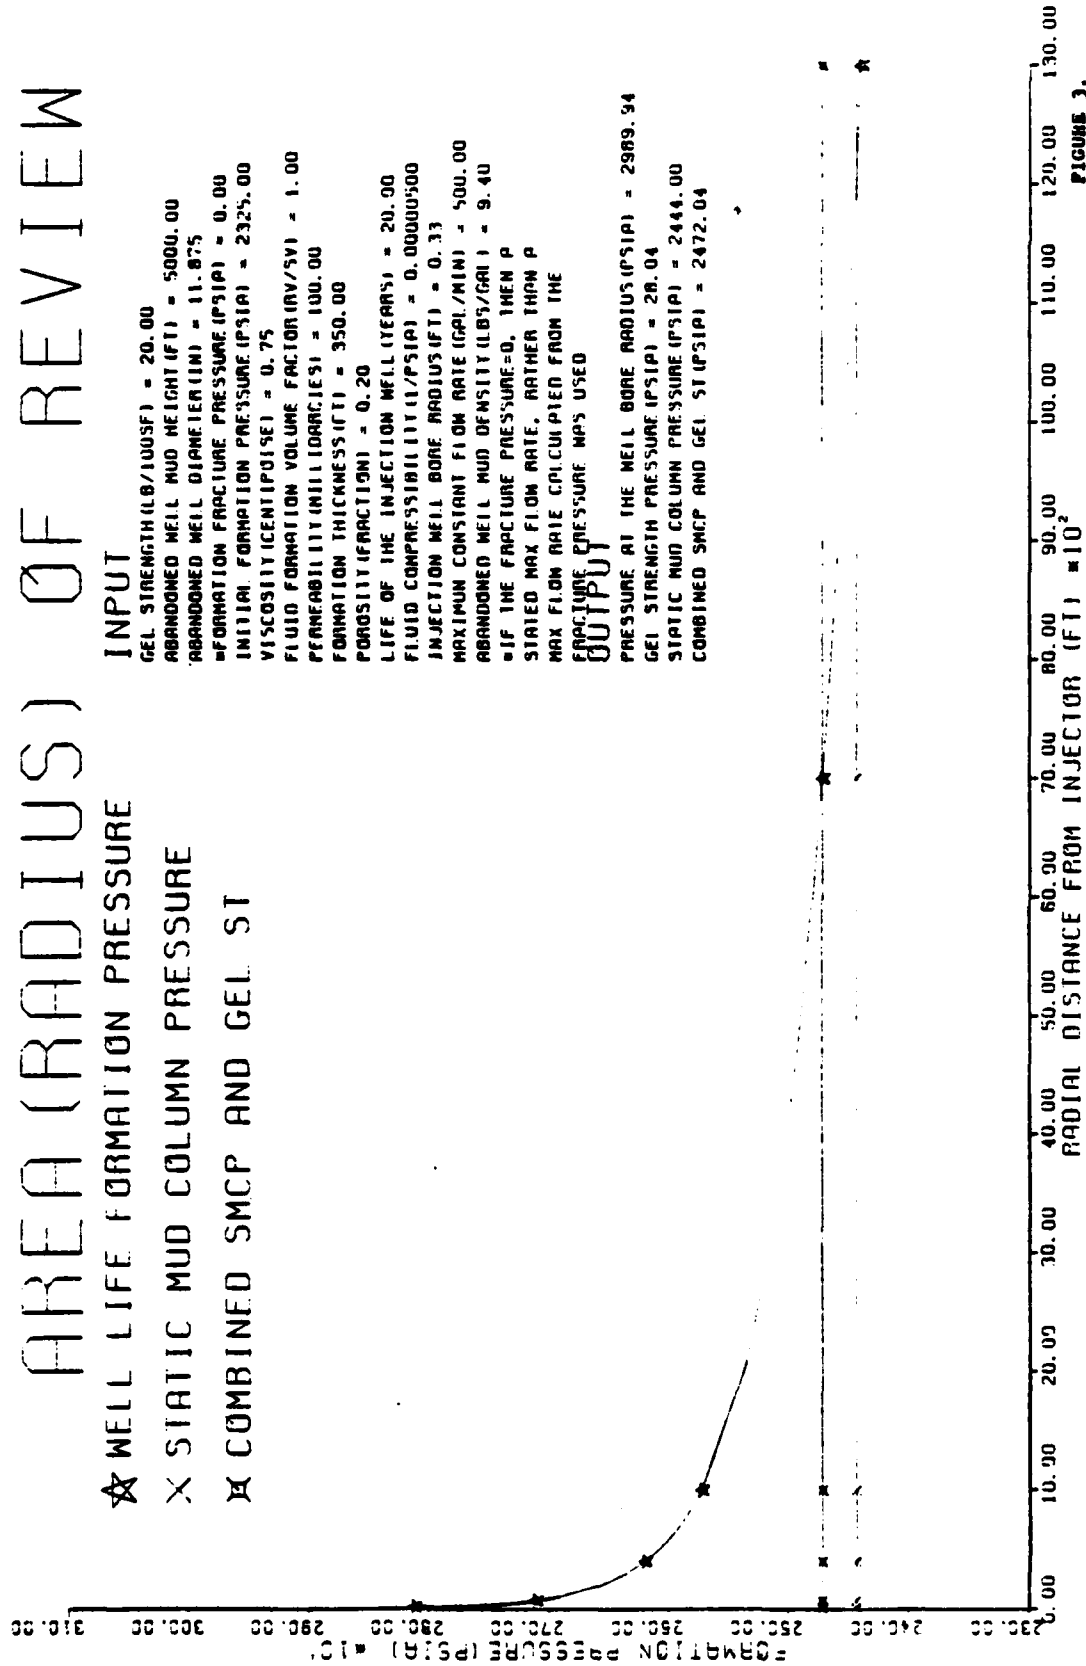 AREA (RADIUS) OF REVIEW
WELL LIFE FORMATION PRESSURE
STATIC MUD COLUMN PRESSURE
COMBINED SMCP AND GEL ST
INPUT
GEL STRENGTH(LB/100SF) = 20.00
ABANDONED WELL MUD HEIGHT(FT) = 5000.00
ABANDONED WELL DIAMETER(IN) = 11.875
*FORMATION FRACTURE PRESSURE(PSIA) = 0.00
INITIAL FORMATION PRESSURE(PSIA) = 2325.00
VISCOSITY(CENTIPOISE) = 0.75
FLUID FORMATION VOLUME FACTOR(RV/SV) = 1.00
PERMEABILITY(MILLIDARCIES) = 100.00
FORMATION THICKNESS(FT) = 350.00
POROSITY(FRACTION) = 0.20
LIFE OF THE INJECTION WELL(YEARS) = 20.00
FLUID COMPRESSIBILITY(1/PSIA) = 0.00000500
INJECTION WELL BORE RADIUS(FT) = 0.33
MAXIMUM CONSTANT FLOW RATE(GAL/MIN) = 500.00
ABANDONED WELL MUD DENSITY(LBS/GAL) = 9.40
*IF THE FRACTURE PRESSURE=0, THEN A
STATED MAX FLOW RATE, RATHER THAN A
MAX FLOW RATE CALCULATED FROM THE
FRACTURE PRESSURE WAS USED
OUTPUT
PRESSURE AT THE WELL BORE RADIUS(PSIA) = 2989.94
GEL STRENGTH PRESSURE(PSIA) = 28.04
STATIC MUD COLUMN PRESSURE(PSIA) = 2444.00
COMBINED SMCP AND GEL ST(PSIA) = 2472.04
FORMATION PRESSURE(PSIA) *10¹
310.00
300.00
290.00
280.00
270.00
260.00
250.00
240.00
230.00
0.00 10.00 20.00 30.00 40.00 50.00 60.00 70.00 80.00 90.00 100.00 110.00 120.00 130.00
RADIAL DISTANCE FROM INJECTOR (FT) *10²
FIGURE 3.